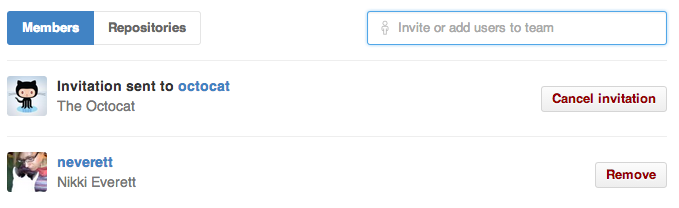 Members Repositories Invite or add users to team
Invitation sent to octocat
The Octocat
Cancel invitation
neverett
Nikki Everett
Remove